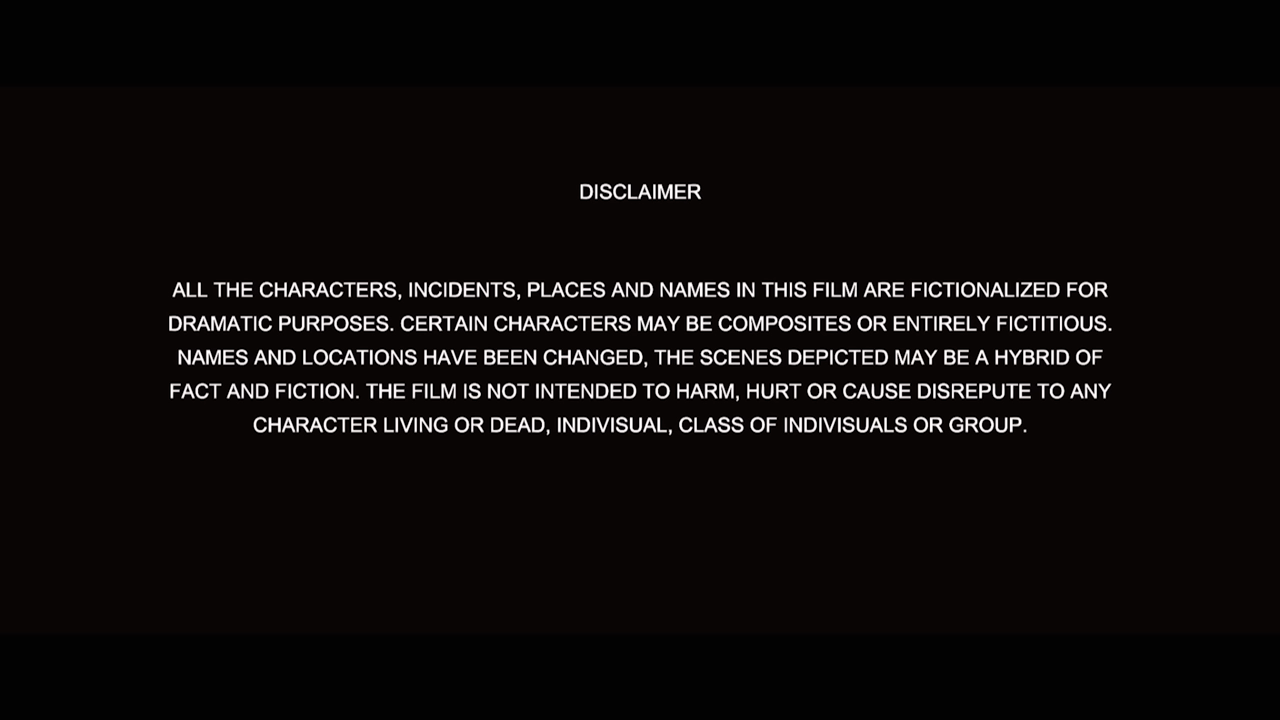 DISCLAIMER
ALL THE CHARACTERS, INCIDENTS, PLACES AND NAMES IN THIS FILM ARE FICTIONALIZED FOR
DRAMATIC PURPOSES. CERTAIN CHARACTERS MAY BE COMPOSITES OR ENTIRELY FICTITIOUS.
NAMES AND LOCATIONS HAVE BEEN CHANGED, THE SCENES DEPICTED MAY BE A HYBRID OF
FACT AND FICTION. THE FILM IS NOT INTENDED TO HARM, HURT OR CAUSE DISREPUTE TO ANY
CHARACTER LIVING OR DEAD, INDIVISUAL, CLASS OF INDIVISUALS OR GROUP.